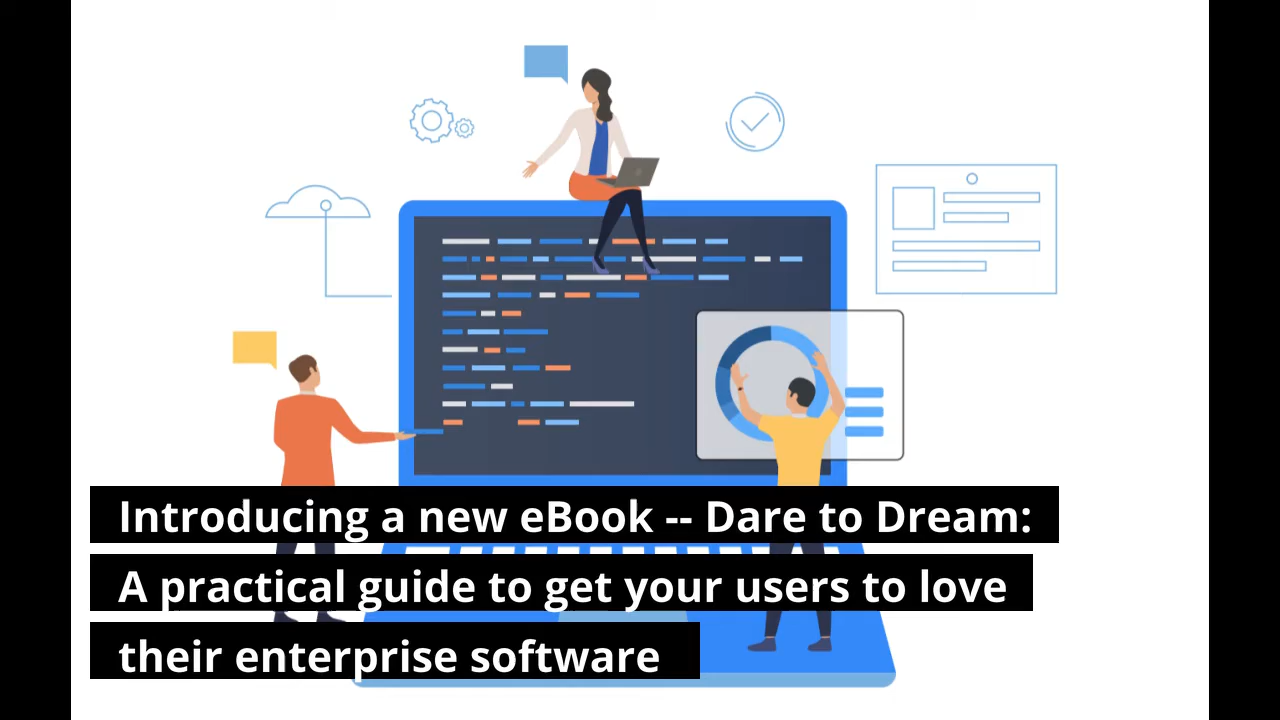 Introducing a new eBook -- Dare to Dream:
A practical guide to get your users to love
their enterprise software